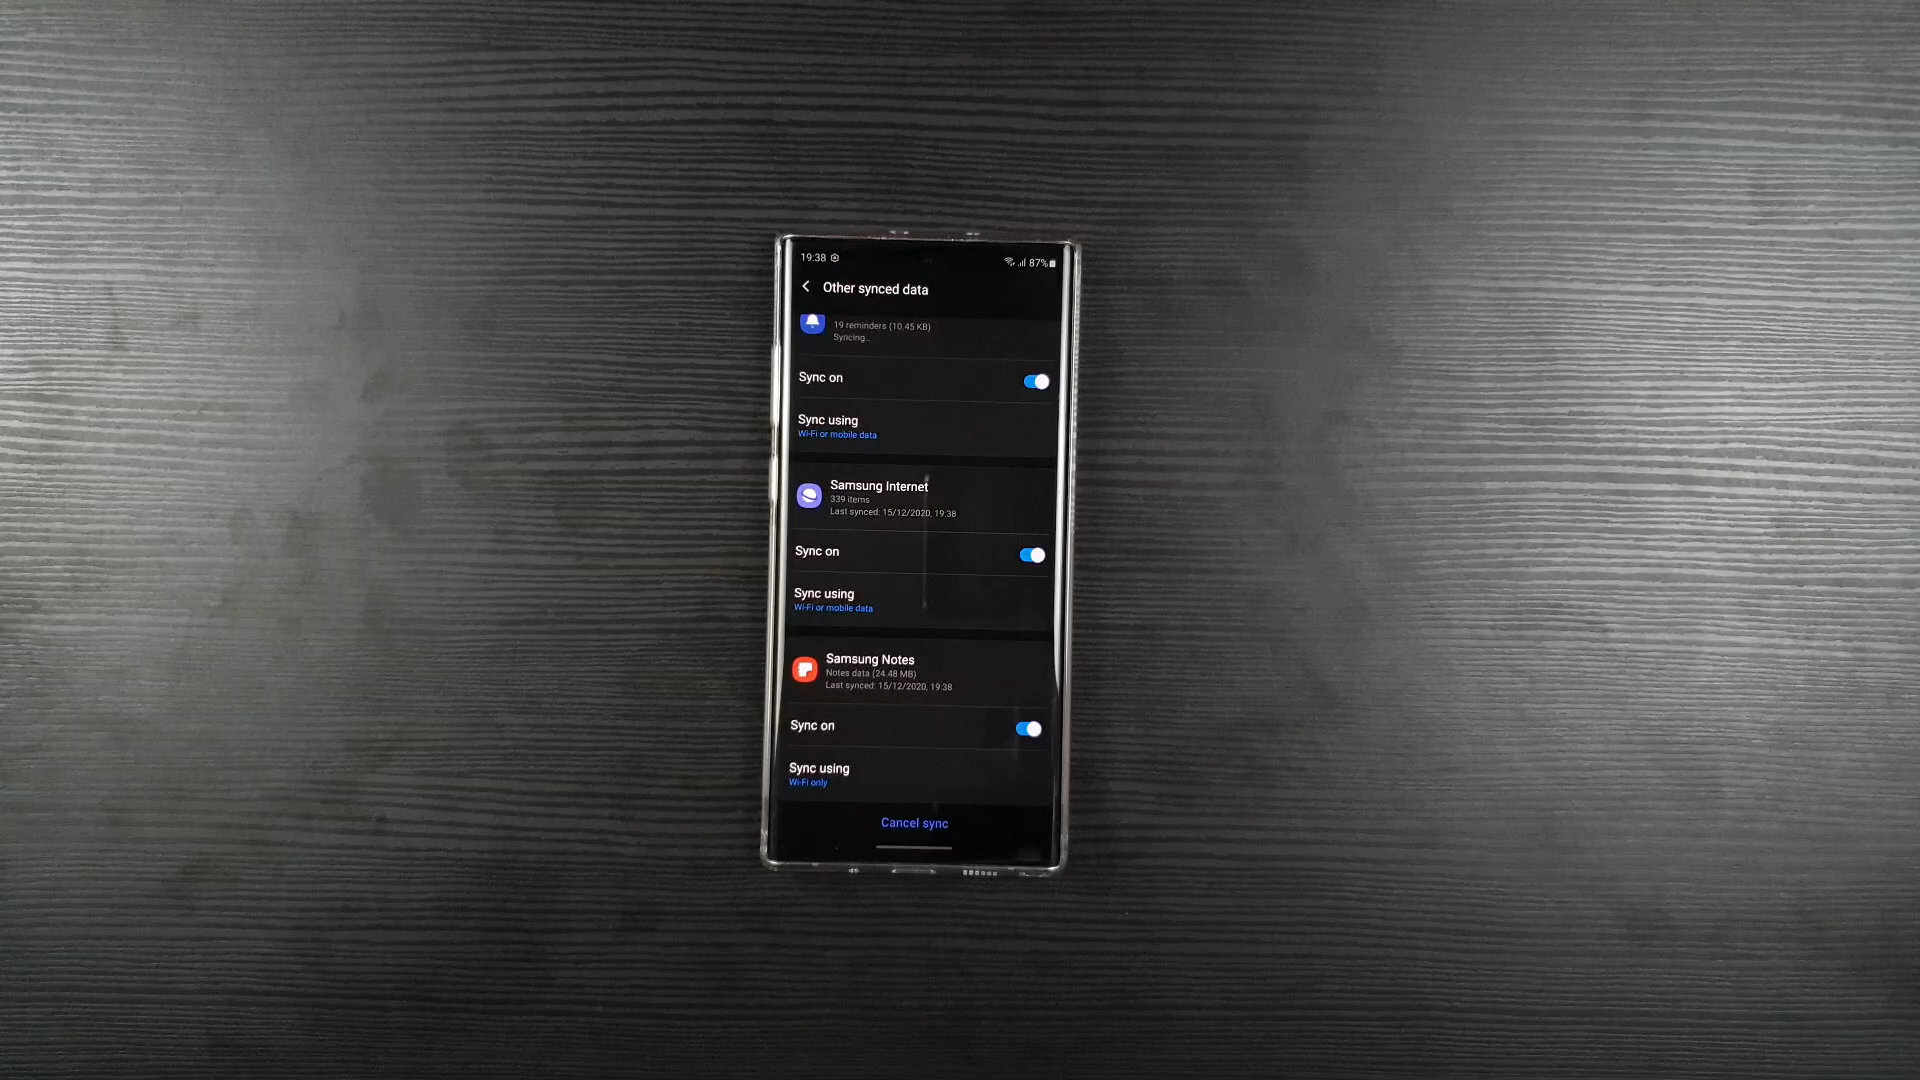 19:38
87%
Other synced data
19 reminders (10.45 KB)
Syncing...
Sync on
Sync using
Wi-Fi or mobile data
Samsung Internet
339 items
Last synced: 15/12/2020, 19:38
Sync on
Sync using
Wi-Fi or mobile data
Samsung Notes
Notes data (24.48 MB)
Last synced: 15/12/2020, 19:38
Sync on
Sync using
Wi-Fi only
Cancel sync